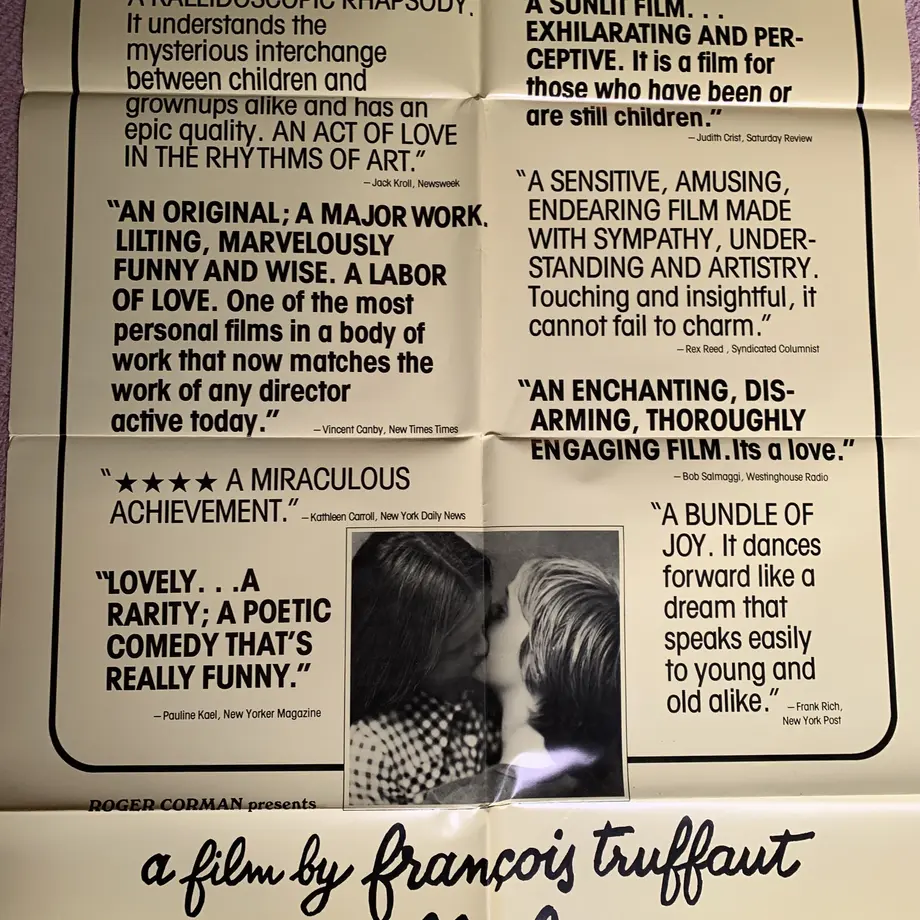 A KALEIDOSCOPIC RHAPSODY.
It understands the
mysterious interchange
between children and
grownups alike and has an
epic quality. AN ACT OF LOVE
IN THE RHYTHMS OF ART."
— Jack Kroll, Newsweek
"AN ORIGINAL; A MAJOR WORK.
LILTING, MARVELOUSLY
FUNNY AND WISE. A LABOR
OF LOVE. One of the most
personal films in a body of
work that now matches the
work of any director
active today."
— Vincent Canby, New Times Times
"★★★★ A MIRACULOUS
ACHIEVEMENT."
— Kathleen Carroll, New York Daily News
"LOVELY. . .A
RARITY; A POETIC
COMEDY THAT'S
REALLY FUNNY."
— Pauline Kael, New Yorker Magazine
A SUNLIT FILM. . .
EXHILARATING AND PER-
CEPTIVE. It is a film for
those who have been or
are still children."
— Judith Crist, Saturday Review
"A SENSITIVE, AMUSING,
ENDEARING FILM MADE
WITH SYMPATHY, UNDER-
STANDING AND ARTISTRY.
Touching and insightful, it
cannot fail to charm."
— Rex Reed, Syndicated Columnist
"AN ENCHANTING, DIS-
ARMING, THOROUGHLY
ENGAGING FILM.Its a love."
— Bob Salmaggi, Westinghouse Radio
"A BUNDLE OF
JOY. It dances
forward like a
dream that
speaks easily
to young and
old alike."
— Frank Rich,
New York Post
ROGER CORMAN presents
a film by françois truffaut